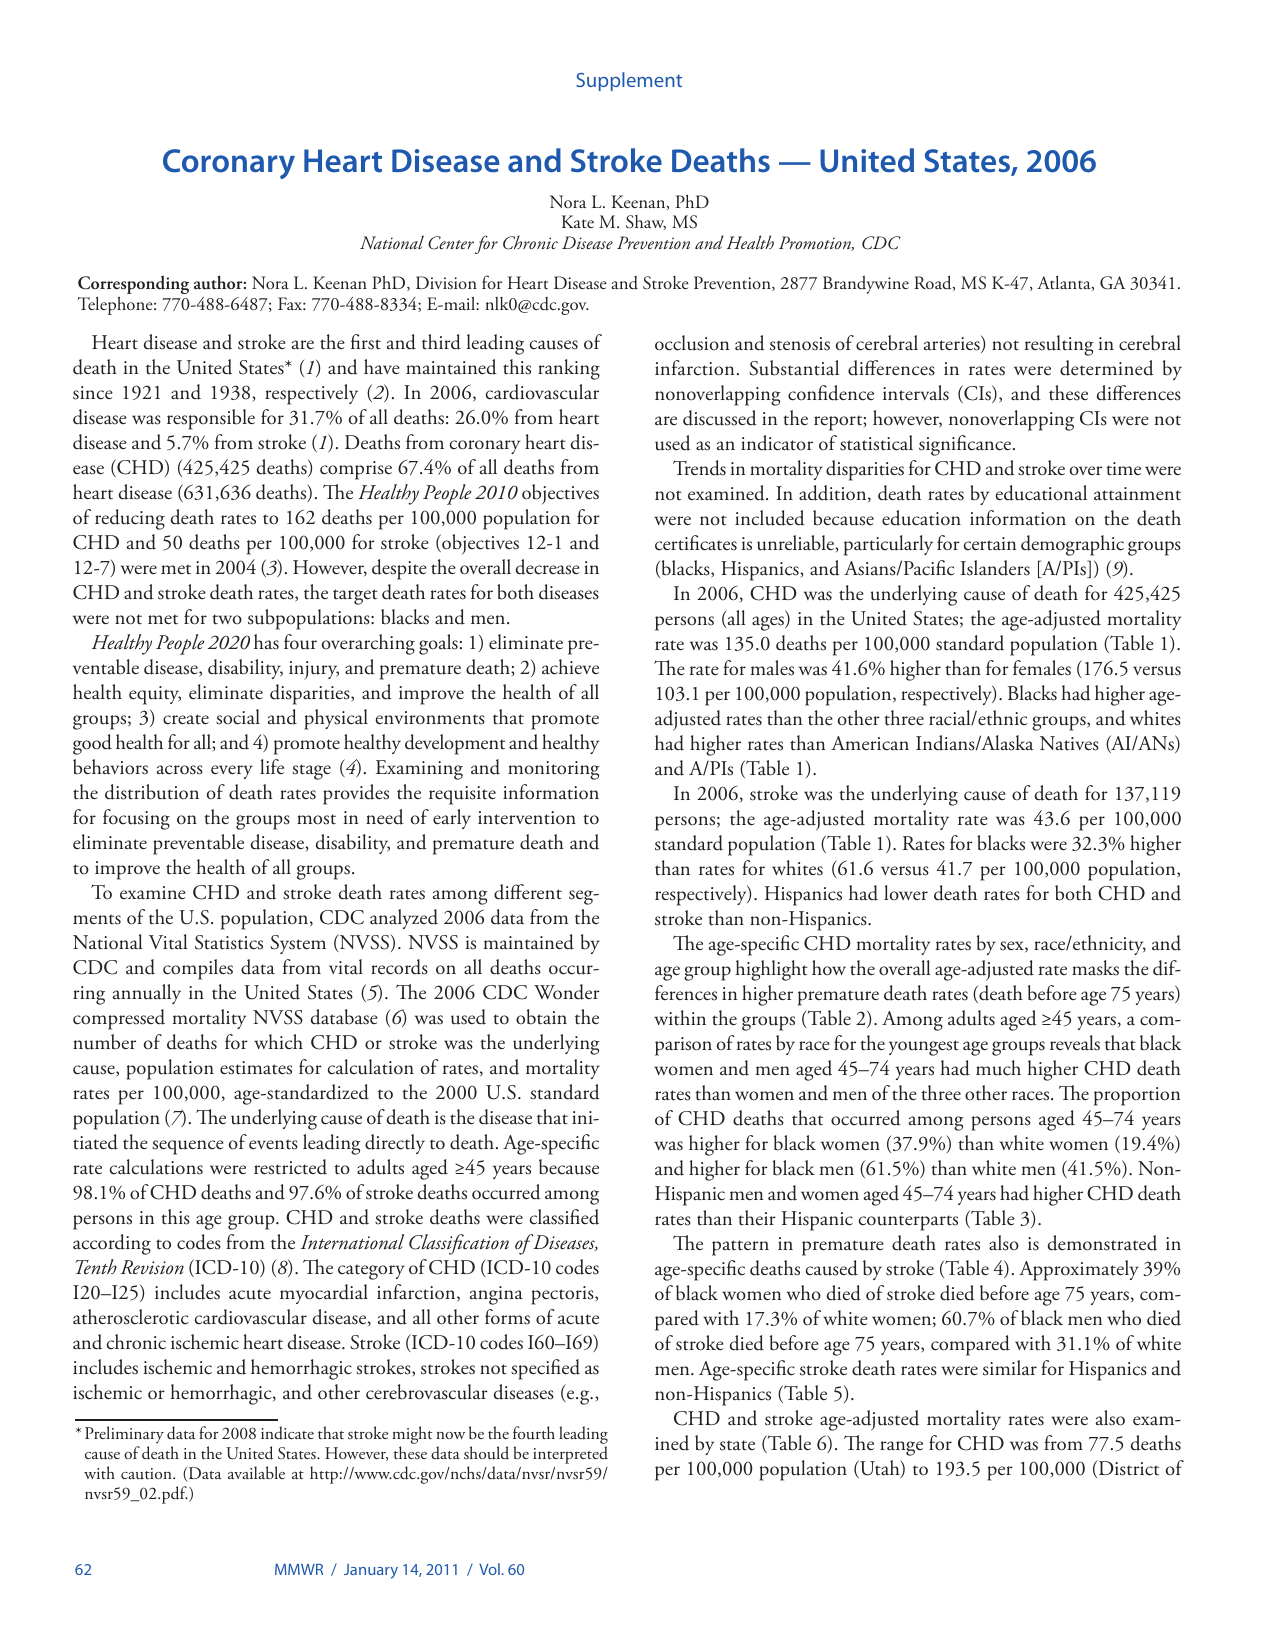 Supplement
Coronary Heart Disease and Stroke Deaths — United States, 2006
Nora L. Keenan, PhD
Kate M. Shaw, MS
National Center for Chronic Disease Prevention and Health Promotion, CDC
Corresponding author: Nora L. Keenan PhD, Division for Heart Disease and Stroke Prevention, 2877 Brandywine Road, MS K-47, Atlanta, GA 30341.
Telephone: 770-488-6487; Fax: 770-488-8334; E-mail: nlk0@cdc.gov.
Heart disease and stroke are the first and third leading causes of
death in the United States* (1) and have maintained this ranking
since 1921 and 1938, respectively (2). In 2006, cardiovascular
disease was responsible for 31.7% of all deaths: 26.0% from heart
disease and 5.7% from stroke (1). Deaths from coronary heart dis-
ease (CHD) (425,425 deaths) comprise 67.4% of all deaths from
heart disease (631,636 deaths). The Healthy People 2010 objectives
of reducing death rates to 162 deaths per 100,000 population for
CHD and 50 deaths per 100,000 for stroke (objectives 12-1 and
12-7) were met in 2004 (3). However, despite the overall decrease in
CHD and stroke death rates, the target death rates for both diseases
were not met for two subpopulations: blacks and men.
Healthy People 2020 has four overarching goals: 1) eliminate pre-
ventable disease, disability, injury, and premature death; 2) achieve
health equity, eliminate disparities, and improve the health of all
groups; 3) create social and physical environments that promote
good health for all; and 4) promote healthy development and healthy
behaviors across every life stage (4). Examining and monitoring
the distribution of death rates provides the requisite information
for focusing on the groups most in need of early intervention to
eliminate preventable disease, disability, and premature death and
to improve the health of all groups.
To examine CHD and stroke death rates among different seg-
ments of the U.S. population, CDC analyzed 2006 data from the
National Vital Statistics System (NVSS). NVSS is maintained by
CDC and compiles data from vital records on all deaths occur-
ring annually in the United States (5). The 2006 CDC Wonder
compressed mortality NVSS database (6) was used to obtain the
number of deaths for which CHD or stroke was the underlying
cause, population estimates for calculation of rates, and mortality
rates per 100,000, age-standardized to the 2000 U.S. standard
population (7). The underlying cause of death is the disease that ini-
tiated the sequence of events leading directly to death. Age-specific
rate calculations were restricted to adults aged ≥45 years because
98.1% of CHD deaths and 97.6% of stroke deaths occurred among
persons in this age group. CHD and stroke deaths were classified
according to codes from the International Classification of Diseases,
Tenth Revision (ICD-10) (8). The category of CHD (ICD-10 codes
I20–I25) includes acute myocardial infarction, angina pectoris,
atherosclerotic cardiovascular disease, and all other forms of acute
and chronic ischemic heart disease. Stroke (ICD-10 codes I60–I69)
includes ischemic and hemorrhagic strokes, strokes not specified as
ischemic or hemorrhagic, and other cerebrovascular diseases (e.g.,
* Preliminary data for 2008 indicate that stroke might now be the fourth leading
cause of death in the United States. However, these data should be interpreted
with caution. (Data available at http://www.cdc.gov/nchs/data/nvsr/nvsr59/
nvsr59_02.pdf.)
occlusion and stenosis of cerebral arteries) not resulting in cerebral
infarction. Substantial differences in rates were determined by
nonoverlapping confidence intervals (CIs), and these differences
are discussed in the report; however, nonoverlapping CIs were not
used as an indicator of statistical significance.
Trends in mortality disparities for CHD and stroke over time were
not examined. In addition, death rates by educational attainment
were not included because education information on the death
certificates is unreliable, particularly for certain demographic groups
(blacks, Hispanics, and Asians/Pacific Islanders [A/PIs]) (9).
In 2006, CHD was the underlying cause of death for 425,425
persons (all ages) in the United States; the age-adjusted mortality
rate was 135.0 deaths per 100,000 standard population (Table 1).
The rate for males was 41.6% higher than for females (176.5 versus
103.1 per 100,000 population, respectively). Blacks had higher age-
adjusted rates than the other three racial/ethnic groups, and whites
had higher rates than American Indians/Alaska Natives (AI/ANs)
and A/PIs (Table 1).
In 2006, stroke was the underlying cause of death for 137,119
persons; the age-adjusted mortality rate was 43.6 per 100,000
standard population (Table 1). Rates for blacks were 32.3% higher
than rates for whites (61.6 versus 41.7 per 100,000 population,
respectively). Hispanics had lower death rates for both CHD and
stroke than non-Hispanics.
The age-specific CHD mortality rates by sex, race/ethnicity, and
age group highlight how the overall age-adjusted rate masks the dif-
ferences in higher premature death rates (death before age 75 years)
within the groups (Table 2). Among adults aged ≥45 years, a com-
parison of rates by race for the youngest age groups reveals that black
women and men aged 45–74 years had much higher CHD death
rates than women and men of the three other races. The proportion
of CHD deaths that occurred among persons aged 45–74 years
was higher for black women (37.9%) than white women (19.4%)
and higher for black men (61.5%) than white men (41.5%). Non-
Hispanic men and women aged 45–74 years had higher CHD death
rates than their Hispanic counterparts (Table 3).
The pattern in premature death rates also is demonstrated in
age-specific deaths caused by stroke (Table 4). Approximately 39%
of black women who died of stroke died before age 75 years, com-
pared with 17.3% of white women; 60.7% of black men who died
of stroke died before age 75 years, compared with 31.1% of white
men. Age-specific stroke death rates were similar for Hispanics and
non-Hispanics (Table 5).
CHD and stroke age-adjusted mortality rates were also exam-
ined by state (Table 6). The range for CHD was from 77.5 deaths
per 100,000 population (Utah) to 193.5 per 100,000 (District of
62 MMWR / January 14, 2011 / Vol. 60